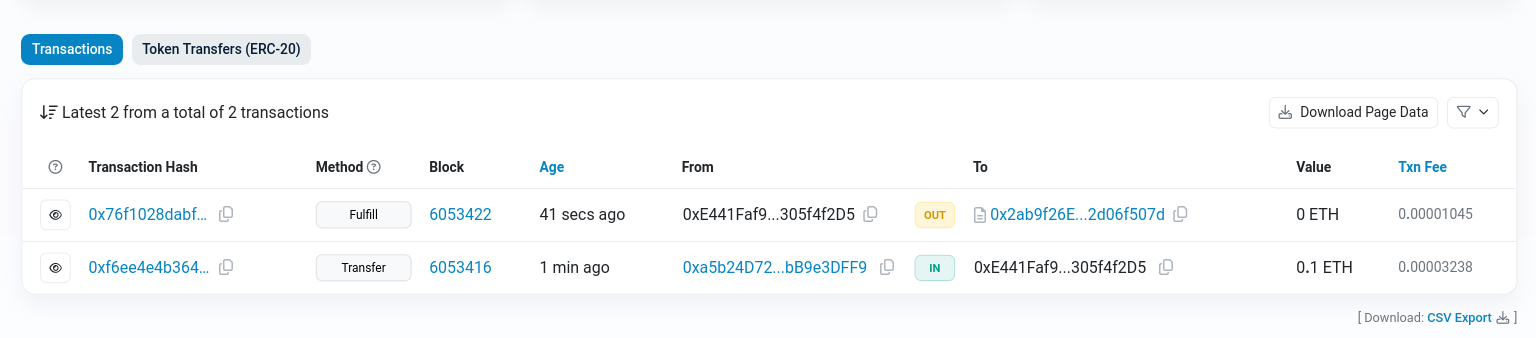 Transactions Token Transfers (ERC-20)
Latest 2 from a total of 2 transactions Download Page Data
Transaction Hash Method Block Age From To Value Txn Fee
0x76f1028dabf... Fulfill 6053422 41 secs ago 0xE441Faf9...305f4f2D5 OUT 0x2ab9f26E...2d06f507d 0 ETH 0.00001045
0xf6ee4e4b364... Transfer 6053416 1 min ago 0xa5b24D72...bB9e3DFF9 IN 0xE441Faf9...305f4f2D5 0.1 ETH 0.00003238
[ Download: CSV Export ]